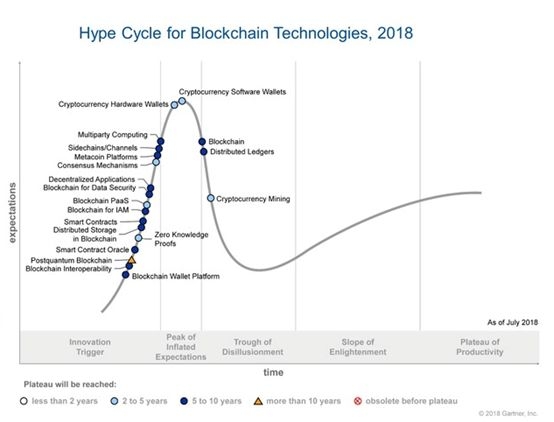 Hype Cycle for Blockchain Technologies, 2018
expectations
Cryptocurrency Software Wallets
Cryptocurrency Hardware Wallets
Multiparty Computing
Sidechains/Channels
Metacoin Platforms
Consensus Mechanisms
Decentralized Applications
Blockchain for Data Security
Blockchain PaaS
Blockchain for IAM
Smart Contracts
Distributed Storage
in Blockchain
Zero Knowledge
Proofs
Smart Contract Oracle
Postquantum Blockchain
Blockchain Interoperability
Blockchain Wallet Platform
Blockchain
Distributed Ledgers
Cryptocurrency Mining
As of July 2018
Innovation
Trigger
Peak of
Inflated
Expectations
Trough of
Disillusionment
Slope of
Enlightenment
Plateau of
Productivity
time
Plateau will be reached:
less than 2 years
2 to 5 years
5 to 10 years
more than 10 years
obsolete before plateau
© 2018 Gartner, Inc.